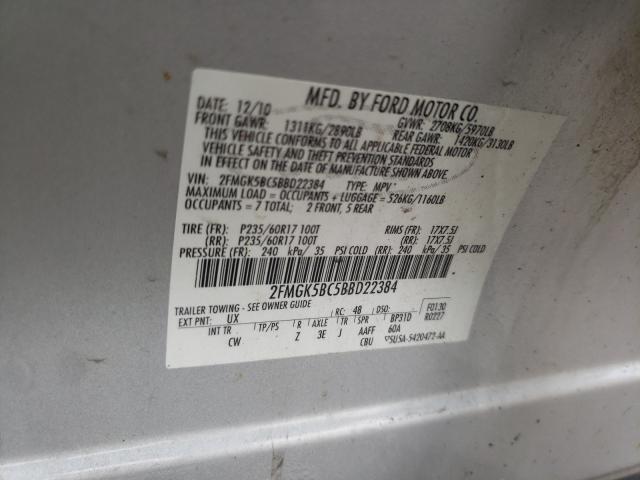 MFD. BY FORD MOTOR CO.
DATE: 12/10 GVWR: 2708KG/5970LB
FRONT GAWR: 1311KG/2890LB REAR GAWR: 1420KG/3130LB
THIS VEHICLE CONFORMS TO ALL APPLICABLE FEDERAL MOTOR
VEHICLE SAFETY AND THEFT PREVENTION STANDARDS IN EFFECT
ON THE DATE OF MANUFACTURE SHOWN ABOVE.
VIN: 2FMGK5BC5BBD22384 TYPE: MPV
MAXIMUM LOAD = OCCUPANTS + LUGGAGE = 526KG/1160LB
OCCUPANTS = 7 TOTAL; 2 FRONT, 5 REAR
TIRE (FR): P235/60R17 100T RIMS (FR): 17X7.5J
(RR): P235/60R17 100T (RR): 17X7.5J
PRESSURE (FR): 240 kPa/ 35 PSI COLD (RR): 240 kPa/ 35 PSI COLD
2FMGK5BC5BBD22384
TRAILER TOWING - SEE OWNER GUIDE
EXT PNT: UX RC: 48 DSO: F0130
INT TR TP/PS R AXLE TR SPR BP31D R0227
CW Z 3E J AAFF 60A
CBU 5U5A-5420472-AA